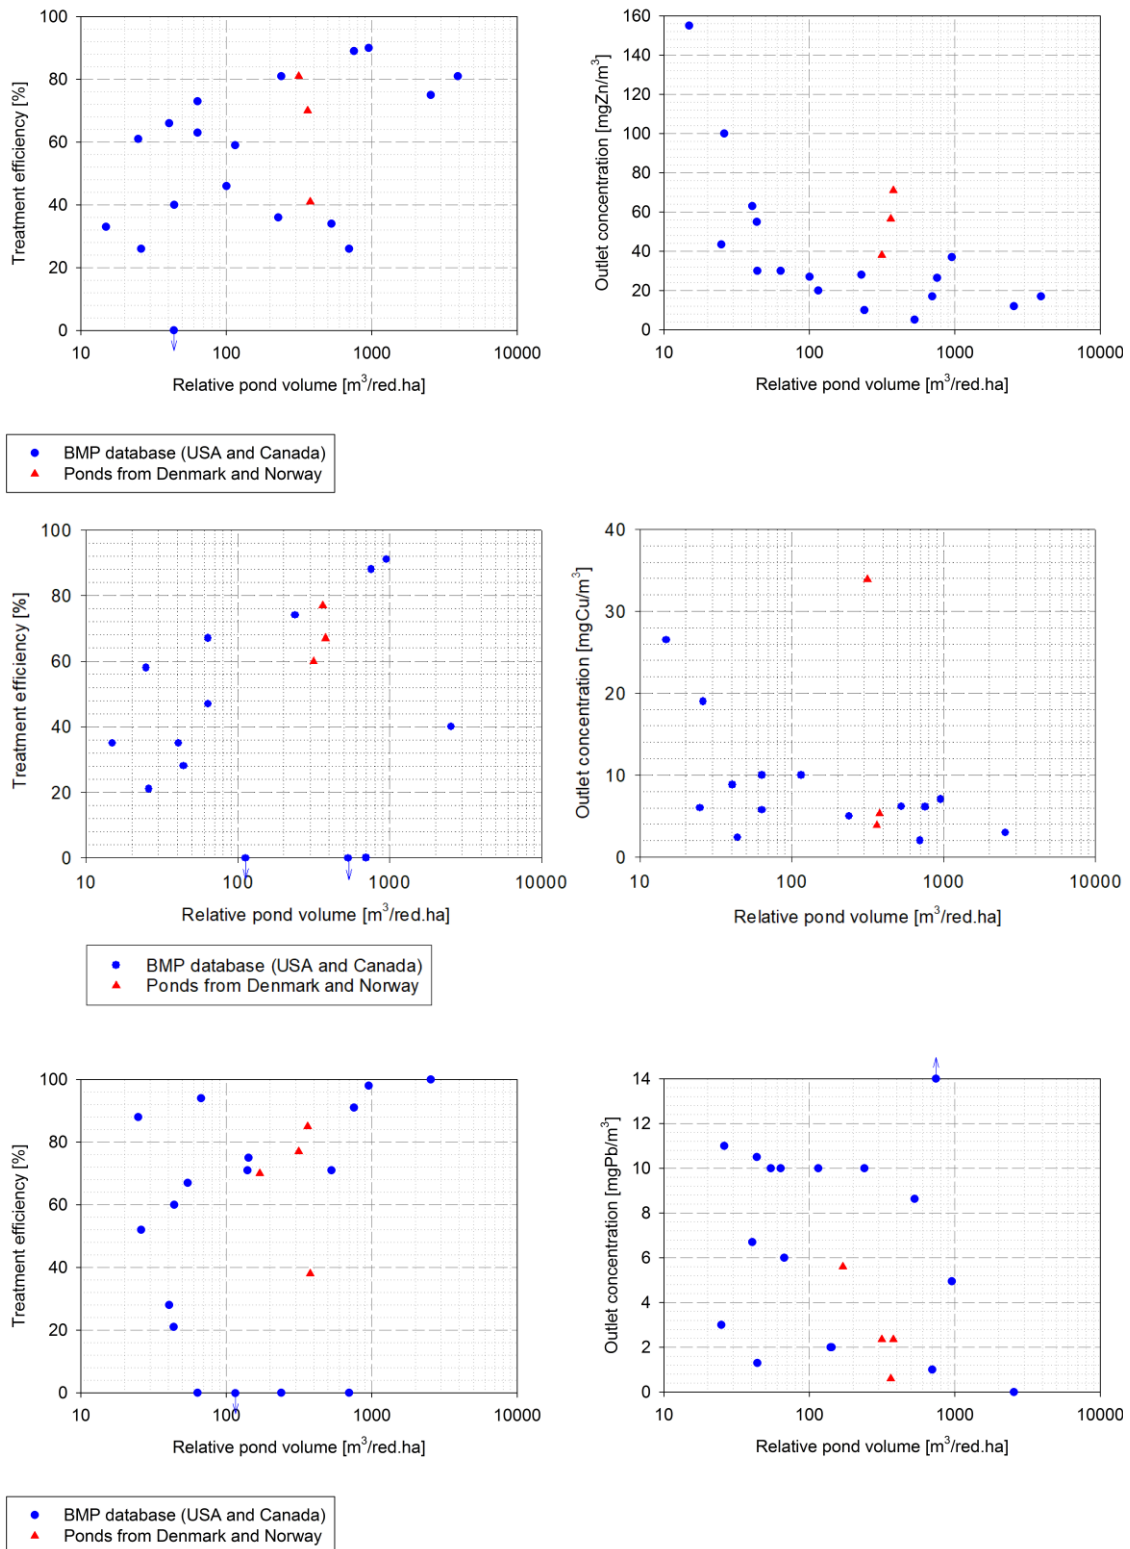 100
80
60
40
20
0
Treatment efficiency [%]
10 100 1000 10000
Relative pond volume [m³/red.ha]
160
140
120
100
80
60
40
20
0
Outlet concentration [mgZn/m³]
10 100 1000 10000
Relative pond volume [m³/red.ha]
BMP database (USA and Canada)
Ponds from Denmark and Norway
100
80
60
40
20
0
Treatment efficiency [%]
10 100 1000 10000
Relative pond volume [m³/red.ha]
40
30
20
10
0
Outlet concentration [mgCu/m³]
10 100 1000 10000
Relative pond volume [m³/red.ha]
BMP database (USA and Canada)
Ponds from Denmark and Norway
100
80
60
40
20
0
Treatment efficiency [%]
10 100 1000 10000
Relative pond volume [m³/red.ha]
14
12
10
8
6
4
2
0
Outlet concentration [mgPb/m³]
10 100 1000 10000
Relative pond volume [m³/red.ha]
BMP database (USA and Canada)
Ponds from Denmark and Norway